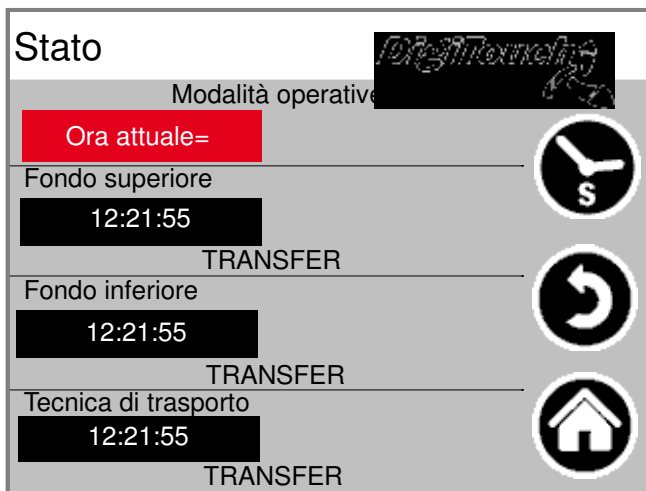 Stato
DigiTouch
Modalità operative
Ora attuale=
S
Fondo superiore
12:21:55
TRANSFER
Fondo inferiore
12:21:55
TRANSFER
Tecnica di trasporto
12:21:55
TRANSFER